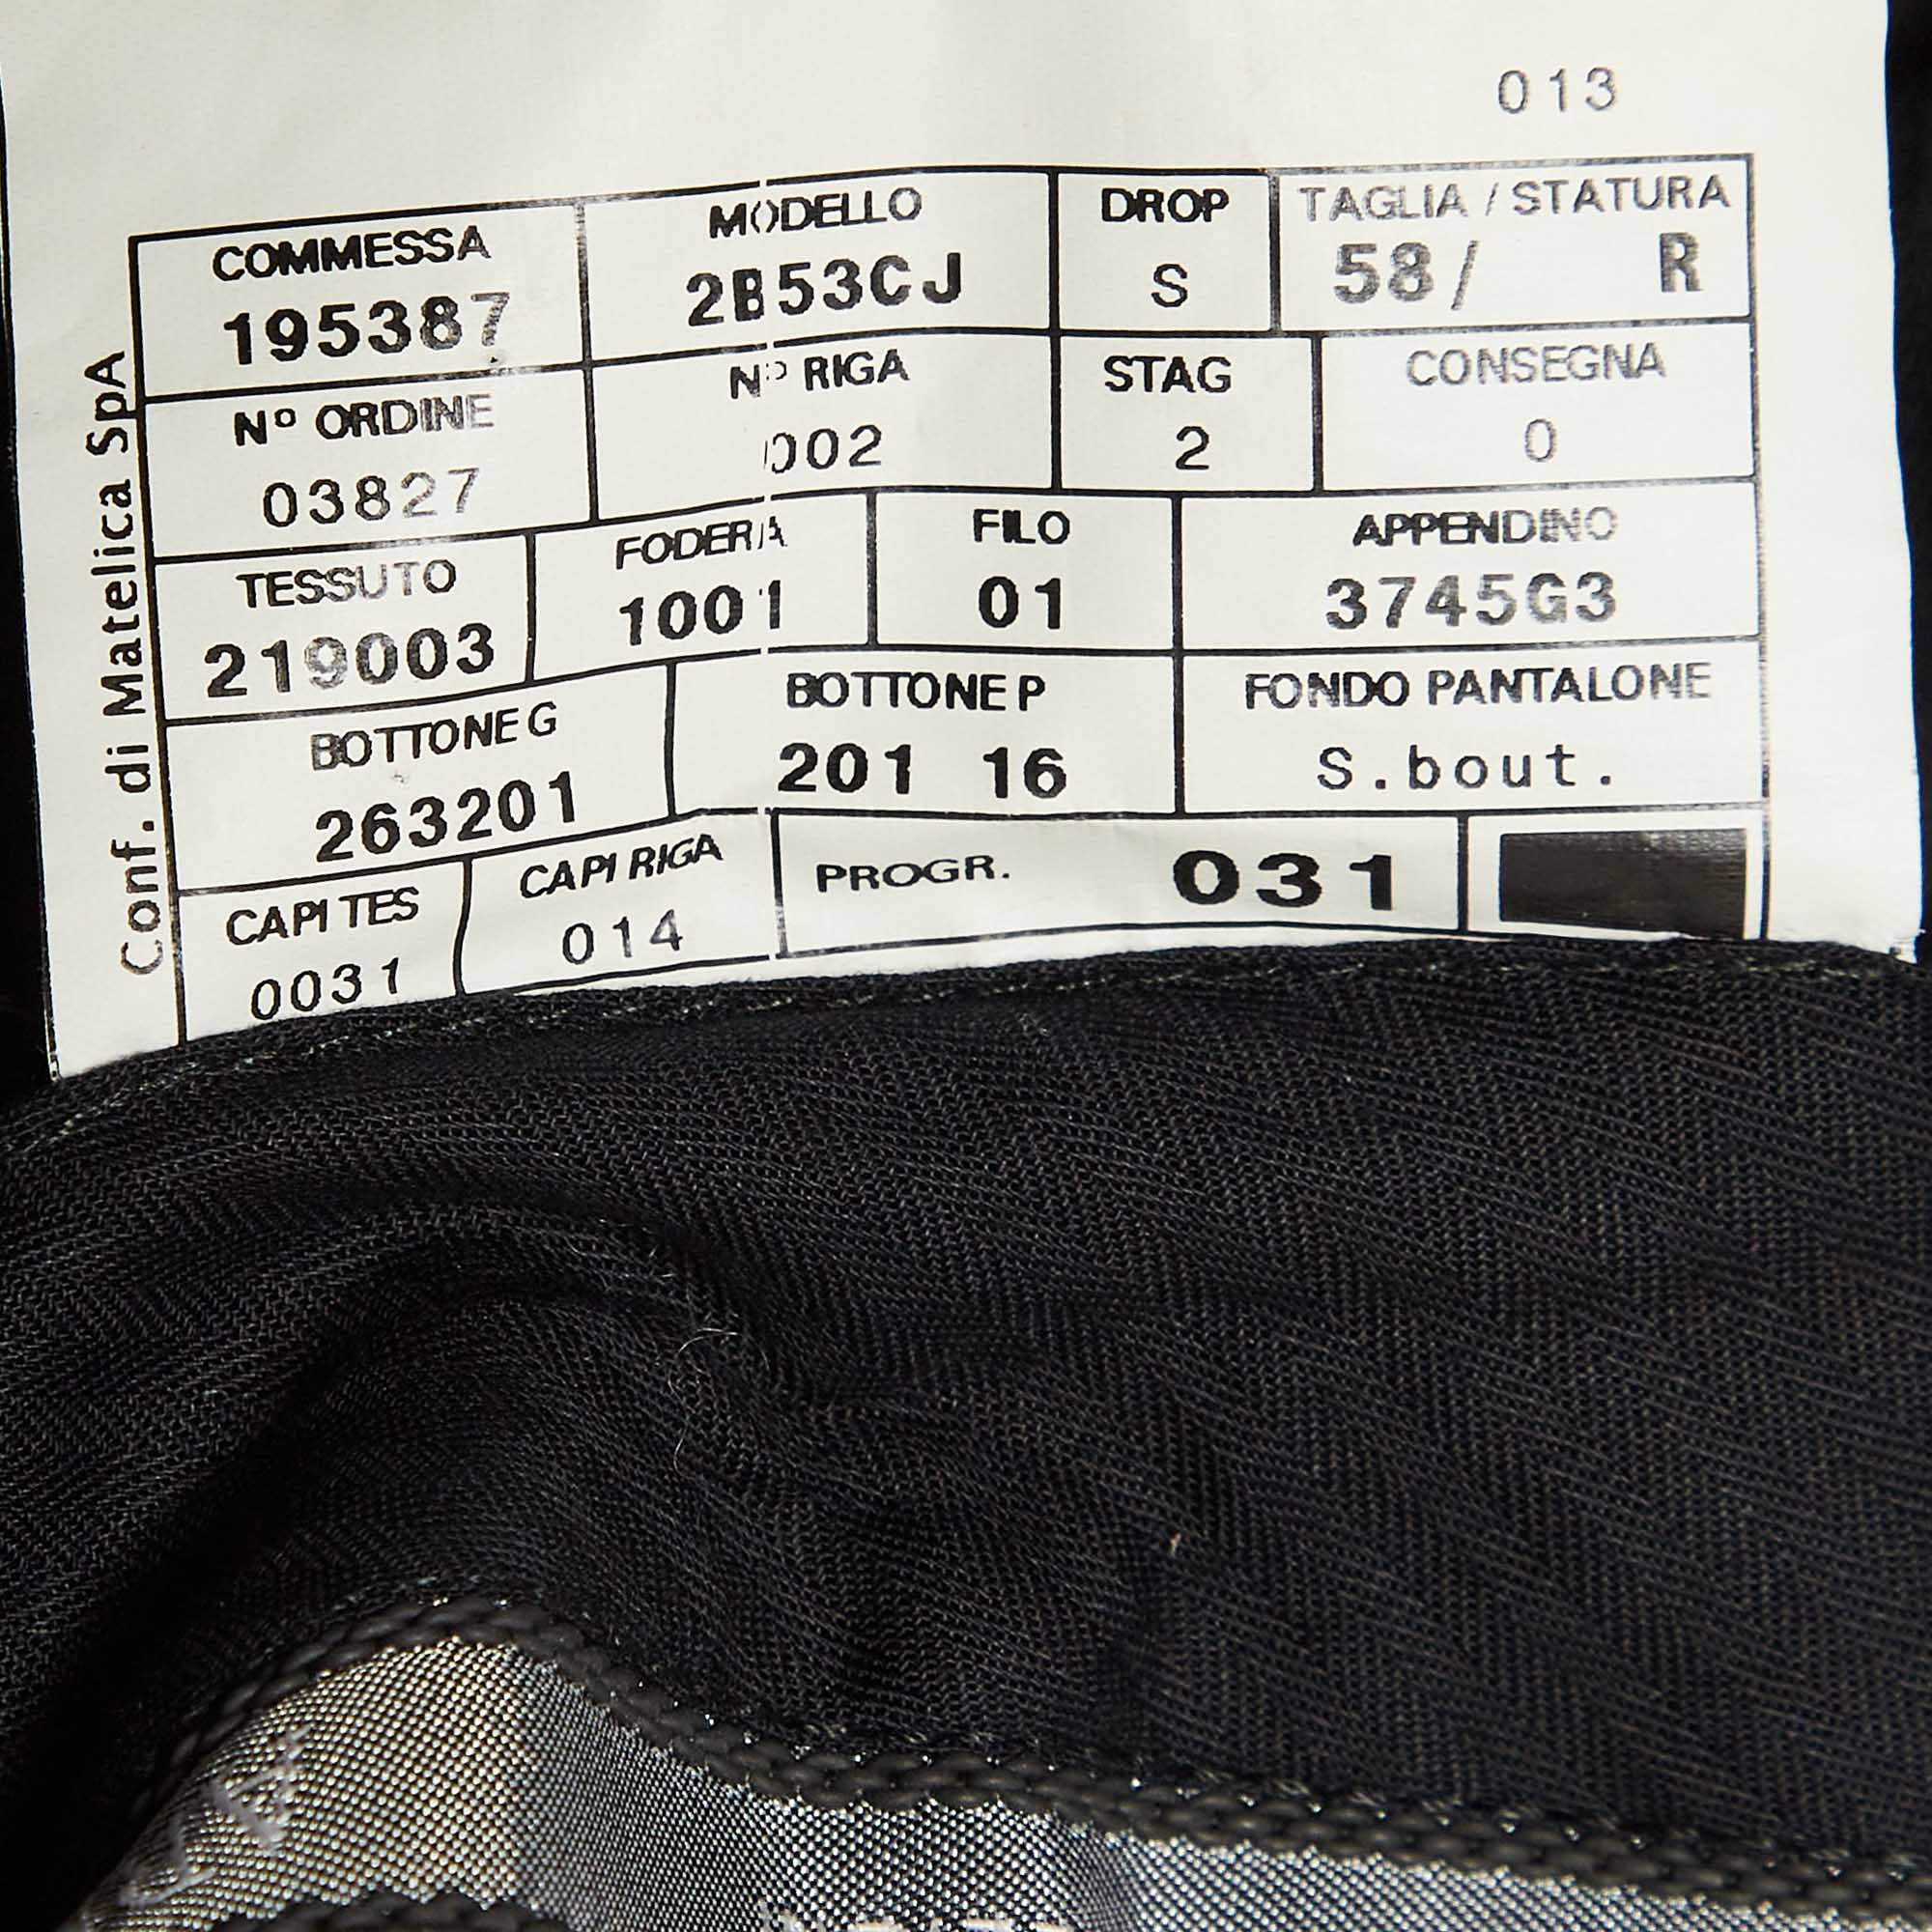 013
COMMESSA MODELLO DROP TAGLIA / STATURA
195387 2B53CJ S 58/ R
Nº ORDINE Nº RIGA STAG CONSEGNA
03827 002 2 0
TESSUTO FODERA FILO APPENDINO
219003 1001 01 3745G3
BOTTONE G BOTTONE P FONDO PANTALONE
263201 201 16 S.bout.
CAPI TES CAPI RIGA PROGR. 031
0031 014
Conf. di Matelica SpA